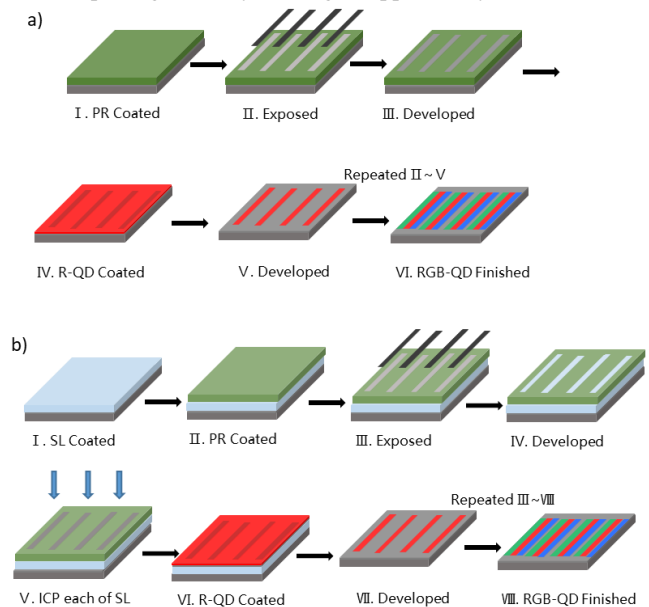 a)
Ⅰ. PR Coated
Ⅱ. Exposed
Ⅲ. Developed
Repeated Ⅱ~Ⅴ
Ⅳ. R-QD Coated
Ⅴ. Developed
Ⅵ. RGB-QD Finished
b)
Ⅰ. SL Coated
Ⅱ. PR Coated
Ⅲ. Exposed
Ⅳ. Developed
Repeated Ⅲ~Ⅷ
Ⅴ. ICP each of SL
Ⅵ. R-QD Coated
Ⅶ. Developed
Ⅷ. RGB-QD Finished